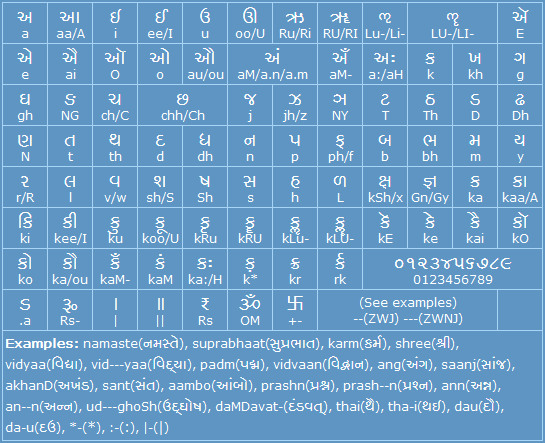 અ આ ઇ ઈ ઉ ઊ ઋ ૠ ઌ ૡ ઍ
a aa/A i ee/I u oo/U Ru/Ri RU/RI Lu-/Li- LU-/LI- E
એ ઐ ઑ ઓ ઔ અં અઁ અઃ ક ખ ગ
e ai O o au/ou aM/a.n/a.m aM- a:/aH k kh g
ઘ ઙ ચ છ જ ઝ ઞ ટ ઠ ડ ઢ
gh NG ch/C chh/Ch j jh/z NY T Th D Dh
ણ ત થ દ ધ ન પ ફ બ ભ મ ય
N t th d dh n p ph/f b bh m y
ર લ વ શ ષ સ હ ળ ક્ષ જ્ઞ ક કા
r/R l v/w sh/S Sh s h L kSh/x Gn/Gy ka kaa/A
કિ કી કુ કૂ કૃ કૄ કૢ કૣ કૅ કે કૈ કૉ
ki kee/I ku koo/U kRu kRU kLu- kLU- kE ke kai kO
કો કૌ કઁ કં કઃ ક્ ક્ર ર્ક ૦૧૨૩૪૫૬૭૮૯
ko ka/ou kaM- kaM ka:/H k* kr rk 0123456789
ઽ ૱ । ॥ ₹ ૐ 卐 (See examples)
.a Rs- | || Rs OM +- --(ZWJ) ---(ZWNJ)
Examples: namaste(નમસ્તે), suprabhaat(સુપ્રભાત), karm(કર્મ), shree(શ્રી),
vidyaa(વિદ્યા), vid---yaa(વિદ્‌યા), padm(પદ્મ), vidvaan(વિદ્વાન), ang(અંગ), saanj(સાંજ),
akhanD(અખંડ), sant(સંત), aambo(આંબો), prashn(પ્રશ્ન), prash--n(પ્રશ્‍ન), ann(અન્ન),
an--n(અન્‍ન), ud---ghoSh(ઉદ્‌ઘોષ), daMDavat-(દંડવત્), thai(થૈ), tha-i(થઇ), dau(દૌ),
da-u(દઉ), *-(*), :-(:), |-(|)